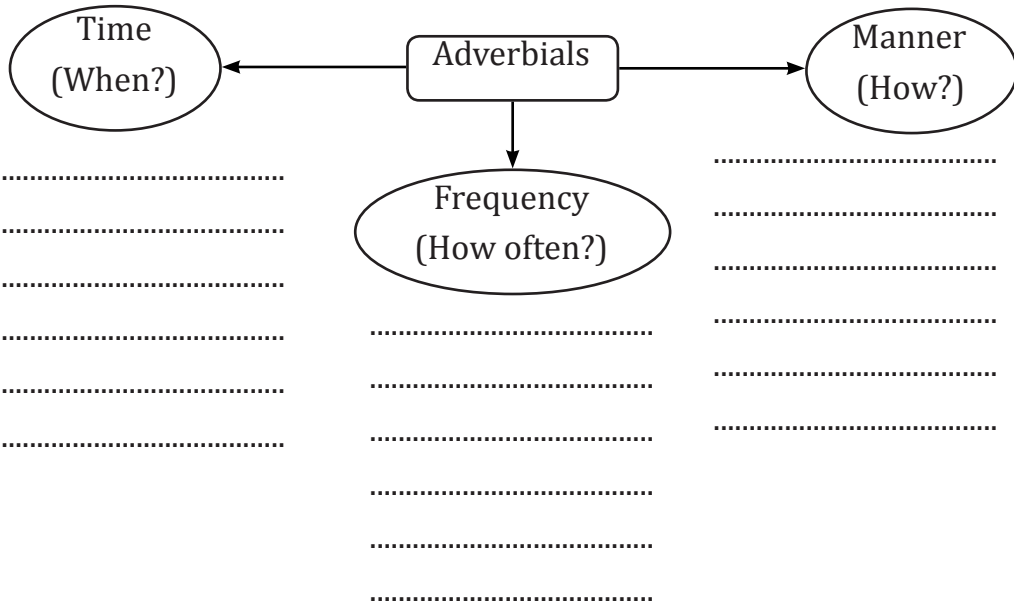 Time
(When?)
Adverbials
Manner
(How?)
Frequency
(How often?)